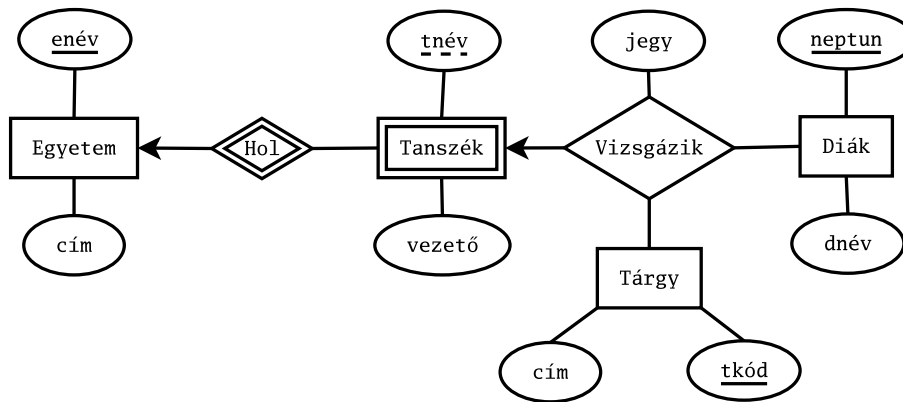 enév
tnév
jegy
neptun
Egyetem
Hol
Tanszék
Vizsgázik
Diák
cím
vezető
dnév
Tárgy
cím
tkód